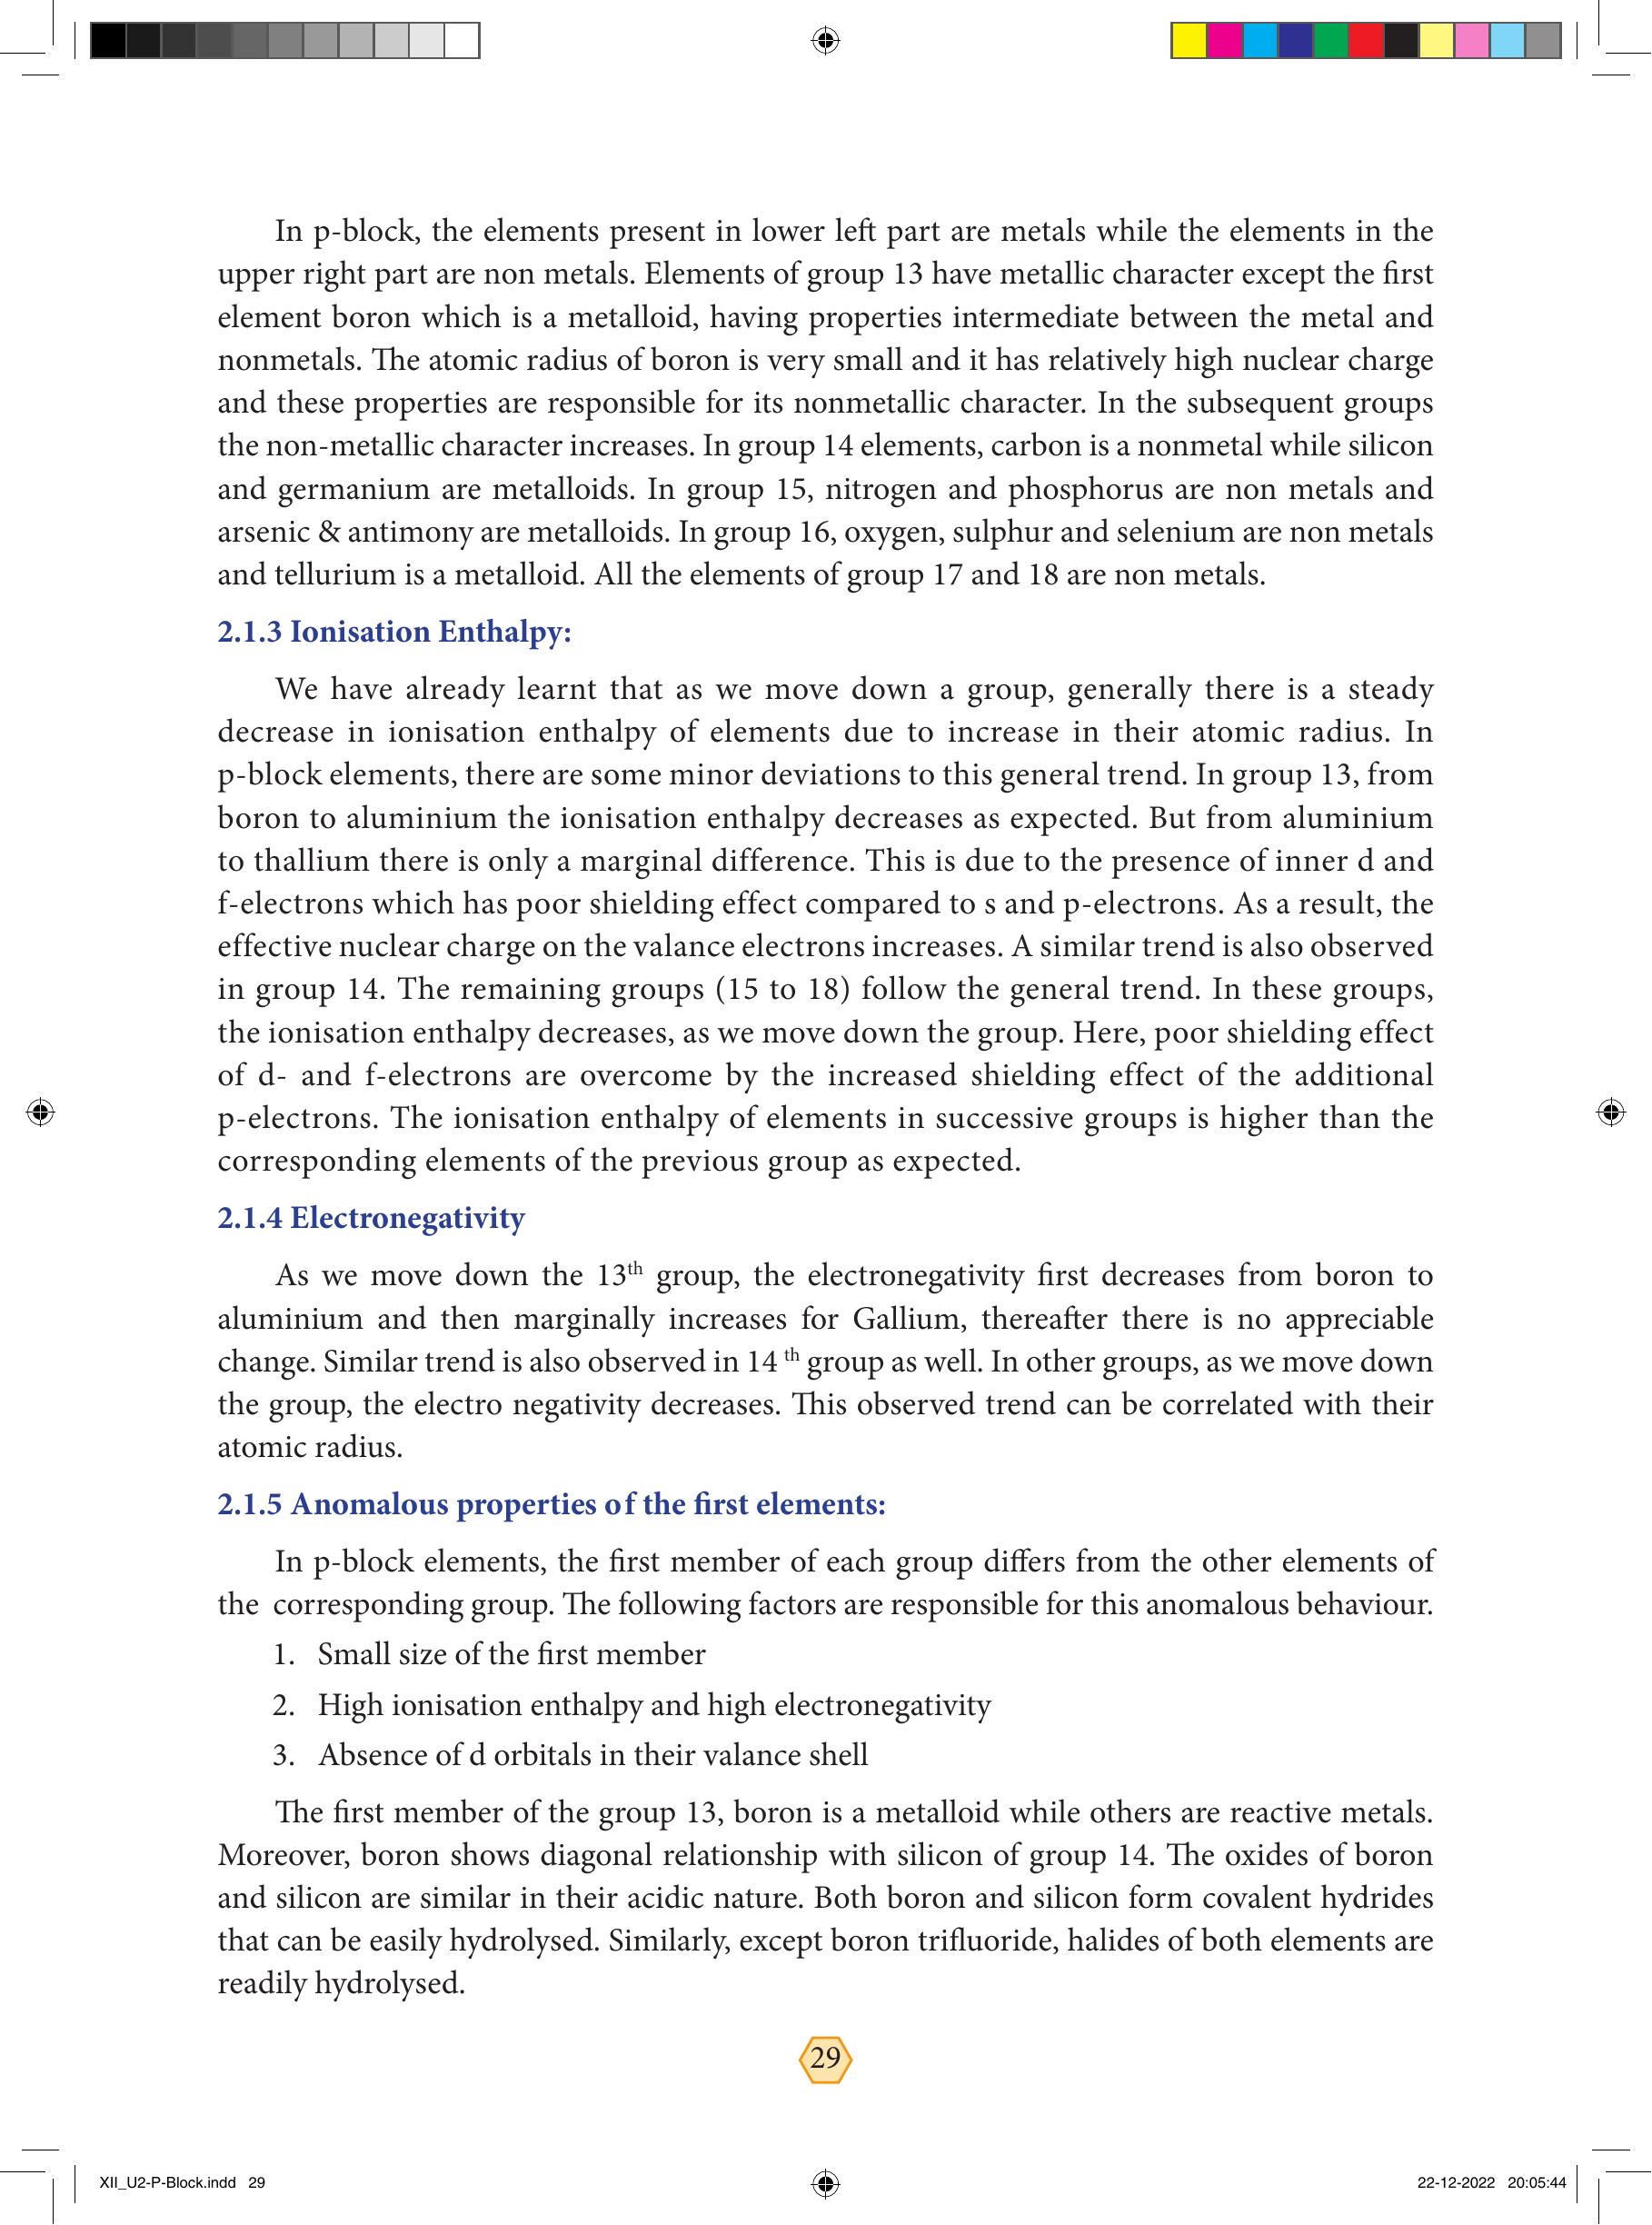 In p-block, the elements present in lower left part are metals while the elements in the
upper right part are non metals. Elements of group 13 have metallic character except the first
element boron which is a metalloid, having properties intermediate between the metal and
nonmetals. The atomic radius of boron is very small and it has relatively high nuclear charge
and these properties are responsible for its nonmetallic character. In the subsequent groups
the non-metallic character increases. In group 14 elements, carbon is a nonmetal while silicon
and germanium are metalloids. In group 15, nitrogen and phosphorus are non metals and
arsenic & antimony are metalloids. In group 16, oxygen, sulphur and selenium are non metals
and tellurium is a metalloid. All the elements of group 17 and 18 are non metals.
2.1.3 Ionisation Enthalpy:
We have already learnt that as we move down a group, generally there is a steady
decrease in ionisation enthalpy of elements due to increase in their atomic radius. In
p-block elements, there are some minor deviations to this general trend. In group 13, from
boron to aluminium the ionisation enthalpy decreases as expected. But from aluminium
to thallium there is only a marginal difference. This is due to the presence of inner d and
f-electrons which has poor shielding effect compared to s and p-electrons. As a result, the
effective nuclear charge on the valance electrons increases. A similar trend is also observed
in group 14. The remaining groups (15 to 18) follow the general trend. In these groups,
the ionisation enthalpy decreases, as we move down the group. Here, poor shielding effect
of d- and f-electrons are overcome by the increased shielding effect of the additional
p-electrons. The ionisation enthalpy of elements in successive groups is higher than the
corresponding elements of the previous group as expected.
2.1.4 Electronegativity
As we move down the 13th group, the electronegativity first decreases from boron to
aluminium and then marginally increases for Gallium, thereafter there is no appreciable
change. Similar trend is also observed in 14 th group as well. In other groups, as we move down
the group, the electro negativity decreases. This observed trend can be correlated with their
atomic radius.
2.1.5 Anomalous properties of the first elements:
In p-block elements, the first member of each group differs from the other elements of
the corresponding group. The following factors are responsible for this anomalous behaviour.
1. Small size of the first member
2. High ionisation enthalpy and high electronegativity
3. Absence of d orbitals in their valance shell
The first member of the group 13, boron is a metalloid while others are reactive metals.
Moreover, boron shows diagonal relationship with silicon of group 14. The oxides of boron
and silicon are similar in their acidic nature. Both boron and silicon form covalent hydrides
that can be easily hydrolysed. Similarly, except boron trifluoride, halides of both elements are
readily hydrolysed.
29
XII_U2-P-Block.indd 29
22-12-2022 20:05:44